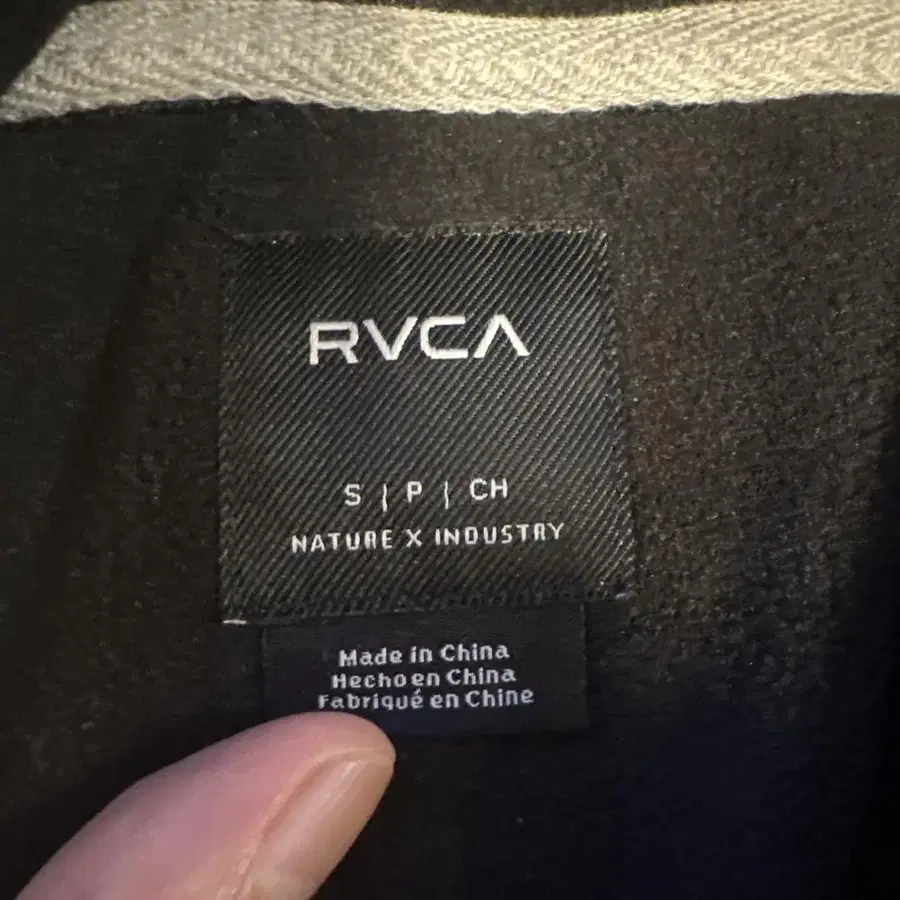 RVCA
S | P | CH
NATURE X INDUSTRY
Made in China
Hecho en China
Fabriqué en Chine